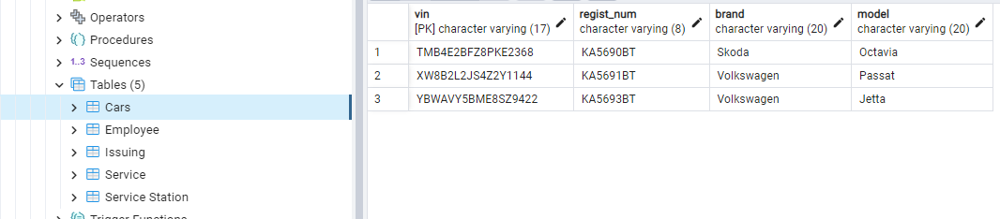 Operators
Procedures
1..3 Sequences
Tables (5)
Cars
Employee
Issuing
Service
Service Station
Trigger Functions
vin regist_num brand model
[PK] character varying (17) character varying (8) character varying (20) character varying (20)
1 TMB4E2BFZ8PKE2368 KA5690BT Skoda Octavia
2 XW8B2L2JS4Z2Y1144 KA5691BT Volkswagen Passat
3 YBWAVY5BME8SZ9422 KA5693BT Volkswagen Jetta